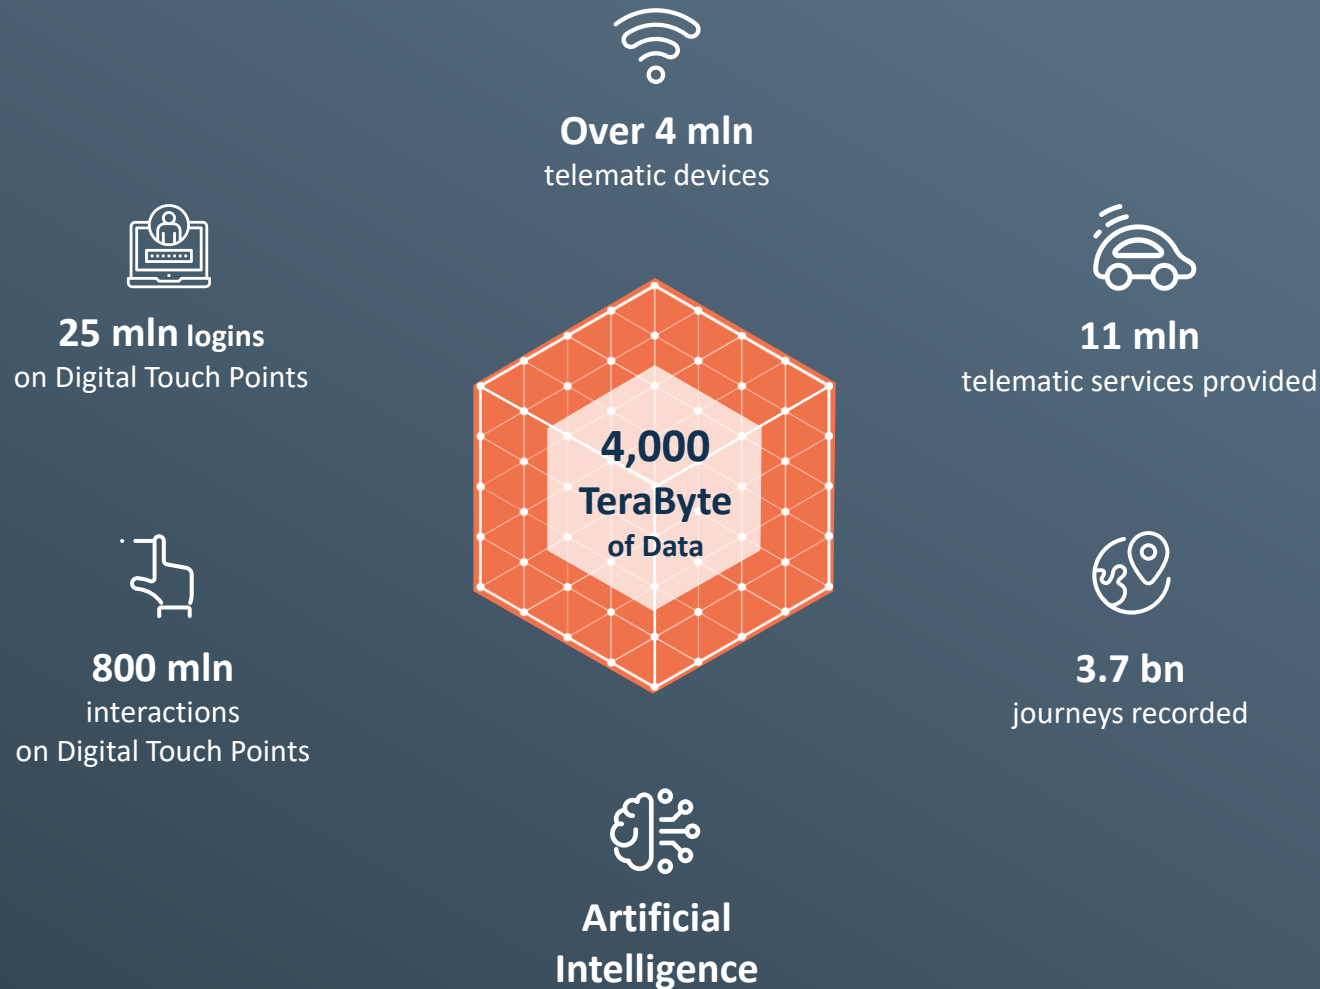 Over 4 mln
telematic devices
25 mln logins
on Digital Touch Points
11 mln
telematic services provided
4,000
TeraByte
of Data
800 mln
interactions
on Digital Touch Points
3.7 bn
journeys recorded
Artificial
Intelligence